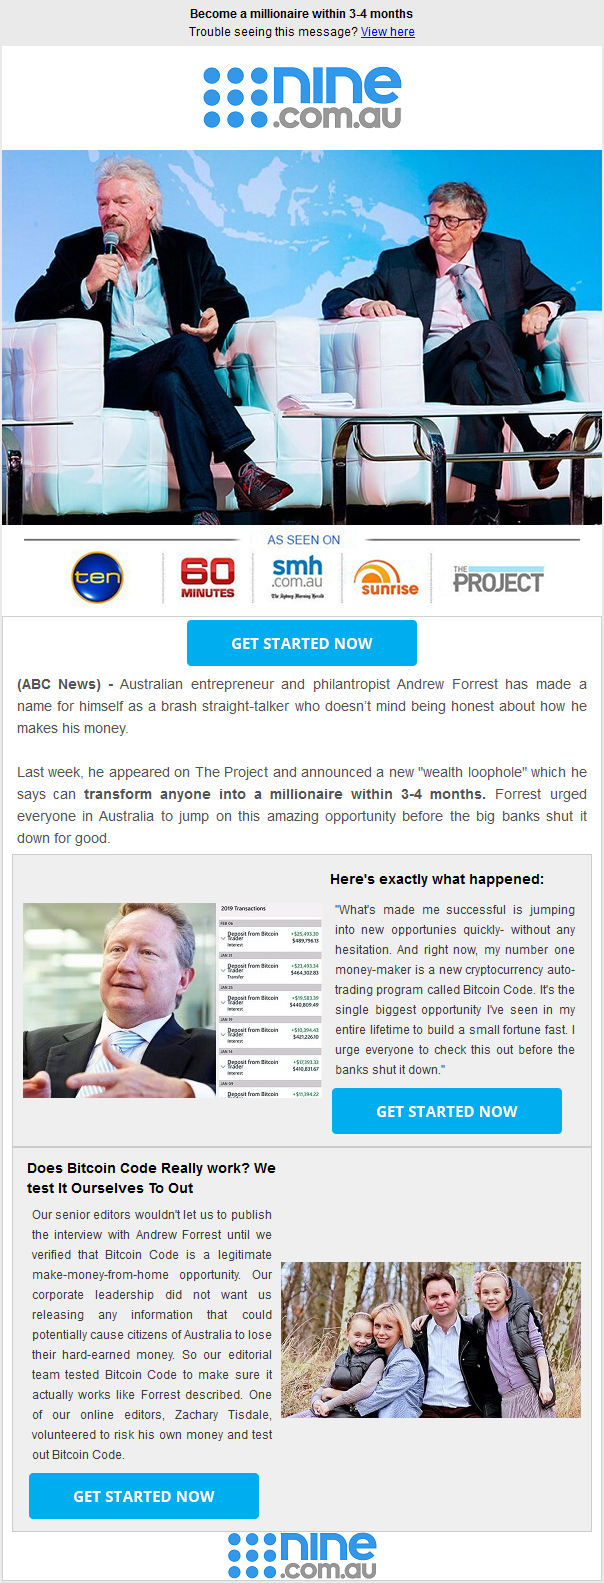 Become a millionaire within 3-4 months
Trouble seeing this message? View here
nine
.com.au
AS SEEN ON
ten
60
MINUTES
smh
.com.au
The Sydney Morning Herald
sunrise
THE
PROJECT
GET STARTED NOW
(ABC News) - Australian entrepreneur and philantropist Andrew Forrest has made a
name for himself as a brash straight-talker who doesn't mind being honest about how he
makes his money.
Last week, he appeared on The Project and announced a new "wealth loophole" which he
says can transform anyone into a millionaire within 3-4 months. Forrest urged
everyone in Australia to jump on this amazing opportunity before the big banks shut it
down for good.
2019 Transactions
FEB 06
Deposit from Bitcoin +$25,493.30
Trader $489,796.13
Interest
JAN 31
Deposit from Bitcoin +$23,493.34
Trader $464,302.83
Transfer
JAN 25
Deposit from Bitcoin +$19,583.39
Trader $440,809.49
Interest
JAN 19
Deposit from Bitcoin +$10,394.43
Trader $421,226.10
Interest
JAN 14
Deposit from Bitcoin +$17,393.33
Trader $410,831.67
Interest
JAN 09
Deposit from Bitcoin +$11,394.22
Here's exactly what happened:
"What's made me successful is jumping
into new opportunies quickly- without any
hesitation. And right now, my number one
money-maker is a new cryptocurrency auto-
trading program called Bitcoin Code. It's the
single biggest opportunity I've seen in my
entire lifetime to build a small fortune fast. I
urge everyone to check this out before the
banks shut it down."
GET STARTED NOW
Does Bitcoin Code Really work? We
test It Ourselves To Out
Our senior editors wouldn't let us to publish
the interview with Andrew Forrest until we
verified that Bitcoin Code is a legitimate
make-money-from-home opportunity. Our
corporate leadership did not want us
releasing any information that could
potentially cause citizens of Australia to lose
their hard-earned money. So our editorial
team tested Bitcoin Code to make sure it
actually works like Forrest described. One
of our online editors, Zachary Tisdale,
volunteered to risk his own money and test
out Bitcoin Code.
GET STARTED NOW
nine
.com.au